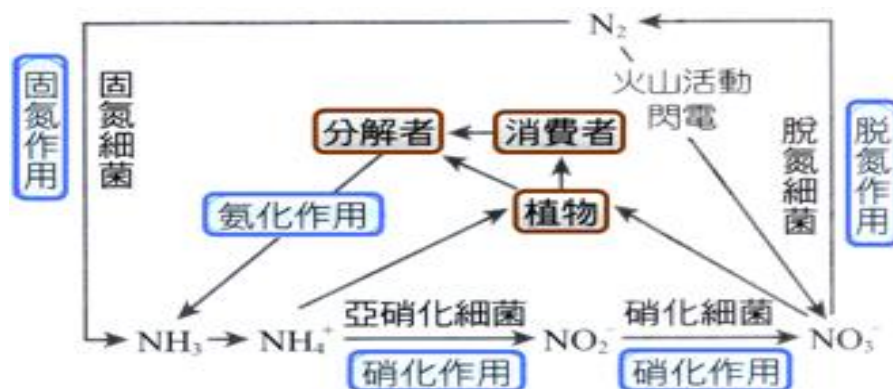 N₂
火山活動
閃電
固氮作用
固氮細菌
分解者
消費者
脫氮細菌
脫氮作用
氨化作用
植物
亞硝化細菌
硝化細菌
NH₃
NH₄⁺
NO₂⁻
NO₃⁻
硝化作用
硝化作用